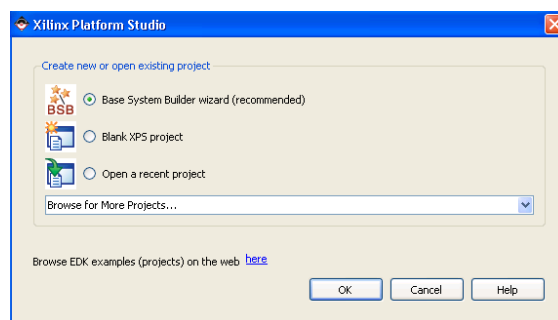 Xilinx Platform Studio
Create new or open existing project
BSB
Base System Builder wizard (recommended)
Blank XPS project
Open a recent project
Browse for More Projects...
Browse EDK examples (projects) on the web here
OK Cancel Help